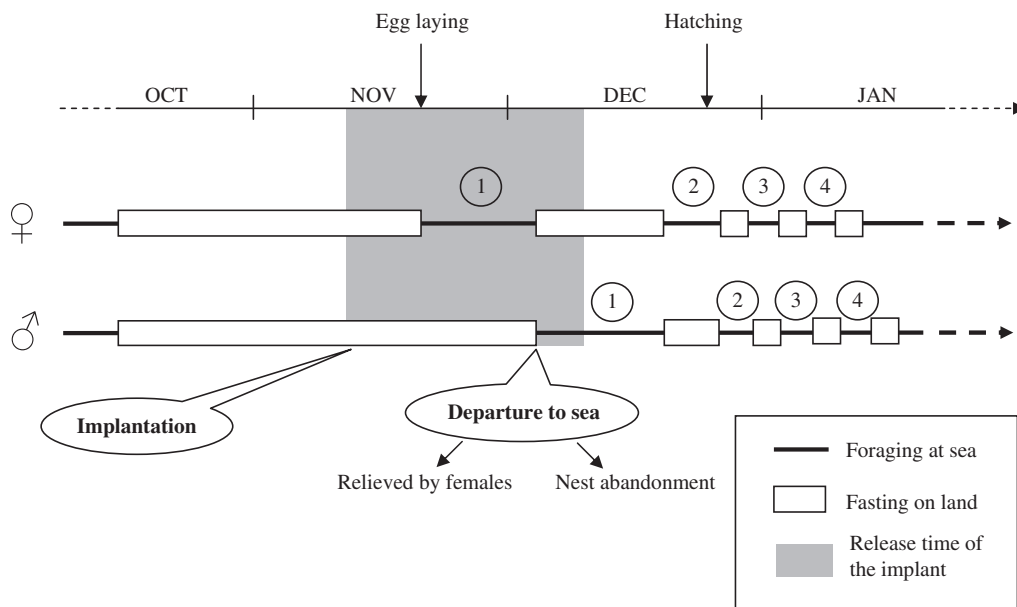 Egg laying
Hatching
OCT
NOV
DEC
JAN
1
2
3
4
♀
1
2
3
4
♂
Implantation
Departure to sea
Relieved by females
Nest abandonment
Foraging at sea
Fasting on land
Release time of
the implant